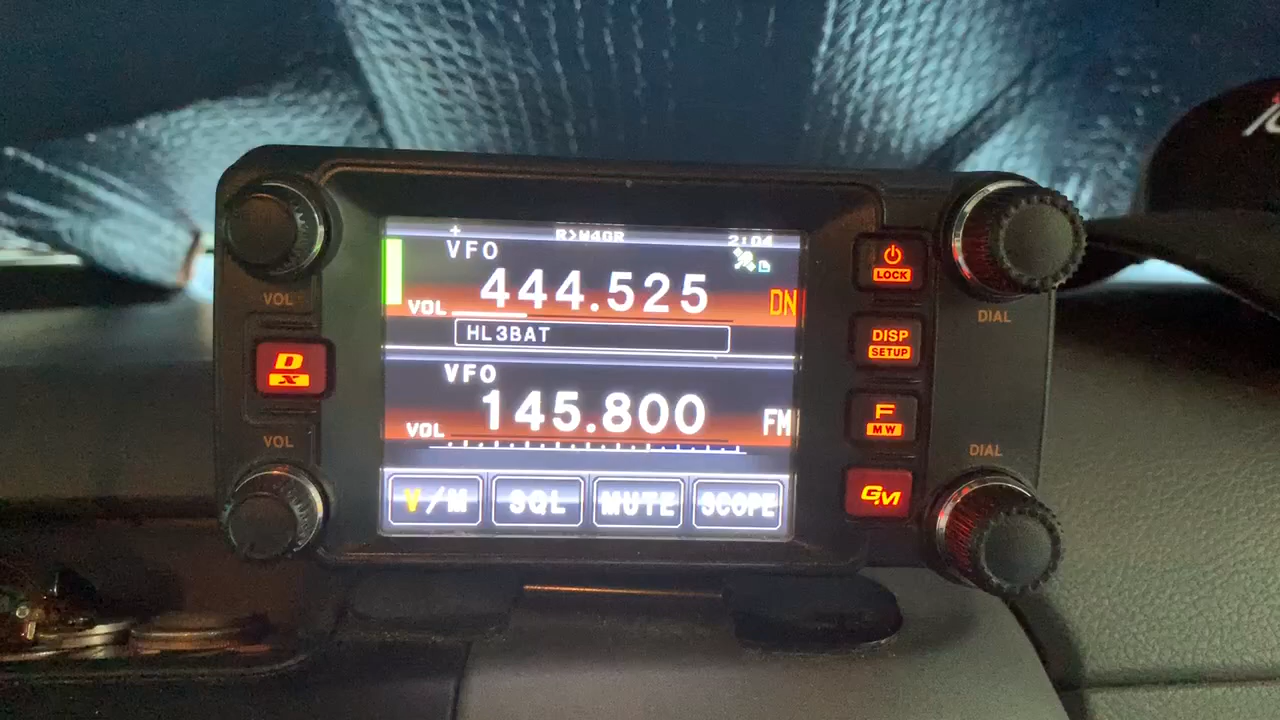 + R>W4GR 2:04
VFO
444.525
VOL DN
HL3BAT
VFO
145.800
VOL FM
V/M SQL MUTE SCOPE
VOL
D
X
VOL
LOCK
DISP
SETUP
F
MW
GM
DIAL
DIAL